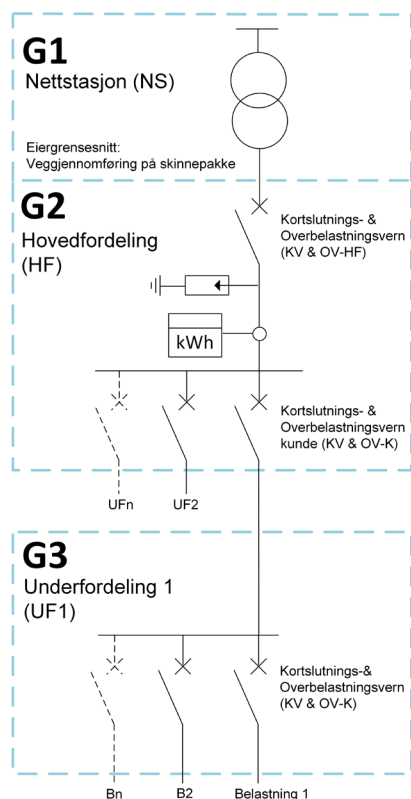 G1
Nettstasjon (NS)
Eiergrensesnitt:
Veggjennomføring på skinnepakke
G2
Hovedfordeling
(HF)
Kortslutnings- &
Overbelastningsvern
(KV & OV-HF)
kWh
Kortslutnings- &
Overbelastningsvern
kunde (KV & OV-K)
UFn
UF2
G3
Underfordeling 1
(UF1)
Kortslutnings-&
Overbelastningsvern
(KV & OV-K)
Bn
B2
Belastning 1